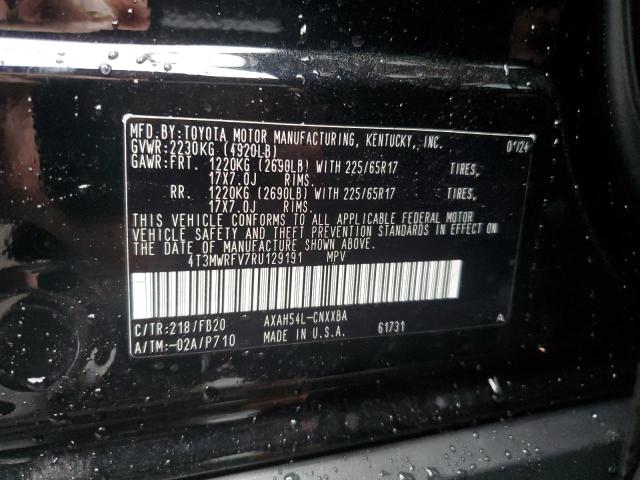 MFD.BY:TOYOTA MOTOR MANUFACTURING, KENTUCKY, INC. 01/24
GVWR:2230KG (4920LB)
GAWR:FRT. 1220KG (2690LB) WITH 225/65R17 TIRES,
17X7.0J RIMS.
RR. 1220KG (2690LB) WITH 225/65R17 TIRES,
17X7.0J RIMS.
THIS VEHICLE CONFORMS TO ALL APPLICABLE FEDERAL MOTOR
VEHICLE SAFETY AND THEFT PREVENTION STANDARDS IN EFFECT ON
THE DATE OF MANUFACTURE SHOWN ABOVE.
4T3MWRFV7RU129191 MPV
C/TR:218/FB20 AXAH54L-CNXXBA
A/TM:-02A/P710 MADE IN U.S.A. 61731 A